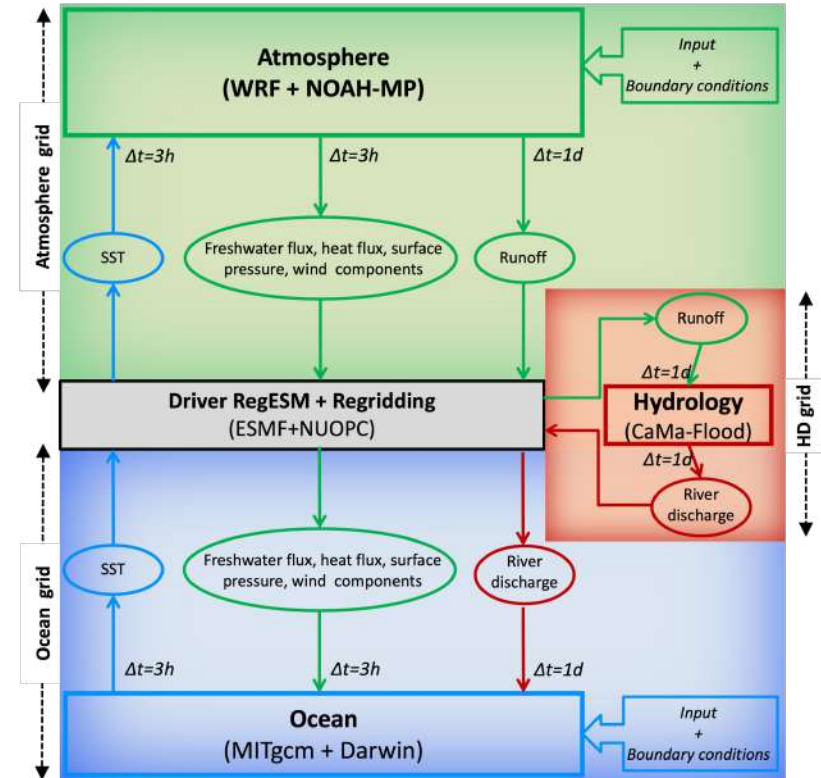 Atmosphere
(WRF + NOAH-MP)
Input
+
Boundary conditions
Δt=3h
Δt=3h
Δt=1d
Atmosphere grid
SST
Freshwater flux, heat flux, surface
pressure, wind components
Runoff
Runoff
Δt=1d
Driver RegESM + Regridding
(ESMF+NUOPC)
Hydrology
(CaMa-Flood)
HD grid
Δt=1d
River
discharge
Ocean grid
SST
Freshwater flux, heat flux, surface
pressure, wind components
River
discharge
Δt=3h
Δt=3h
Δt=1d
Ocean
(MITgcm + Darwin)
Input
+
Boundary conditions